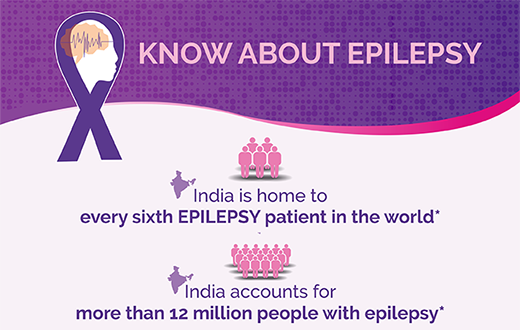 KNOW ABOUT EPILEPSY
India is home to
every sixth EPILEPSY patient in the world*
India accounts for
more than 12 million people with epilepsy*